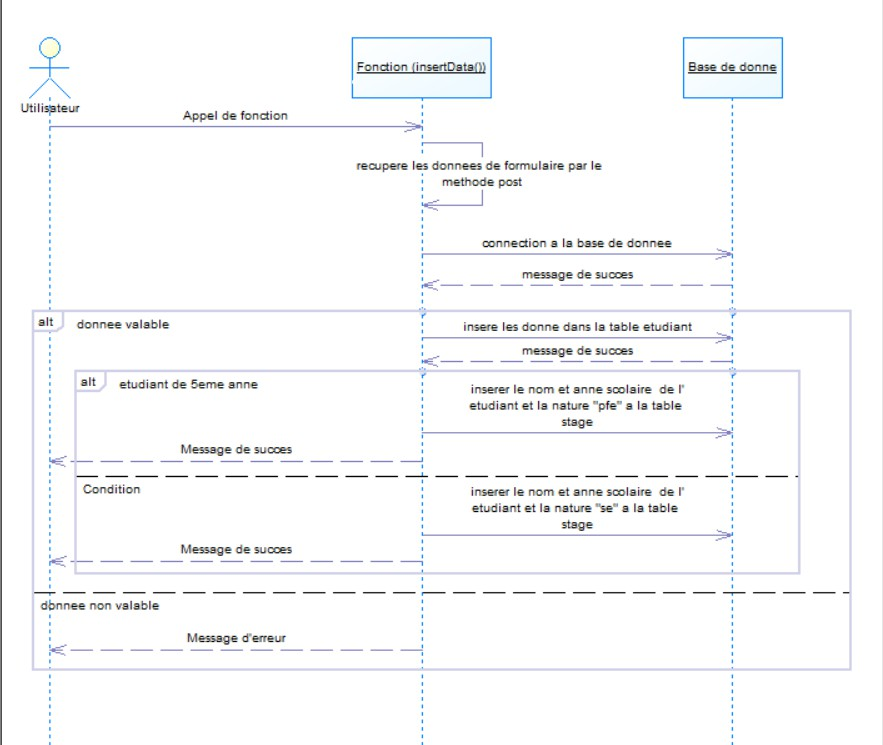 Utilisateur
Fonction (insertData())
Base de donne
Appel de fonction
recupere les donnees de formulaire par le
methode post
connection a la base de donnee
message de succes
alt
donnee valable
insere les donne dans la table etudiant
message de succes
alt
etudiant de 5eme anne
inserer le nom et anne scolaire de l'
etudiant et la nature "pfe" a la table
stage
Message de succes
Condition
inserer le nom et anne scolaire de l'
etudiant et la nature "se" a la table
stage
Message de succes
donnee non valable
Message d'erreur